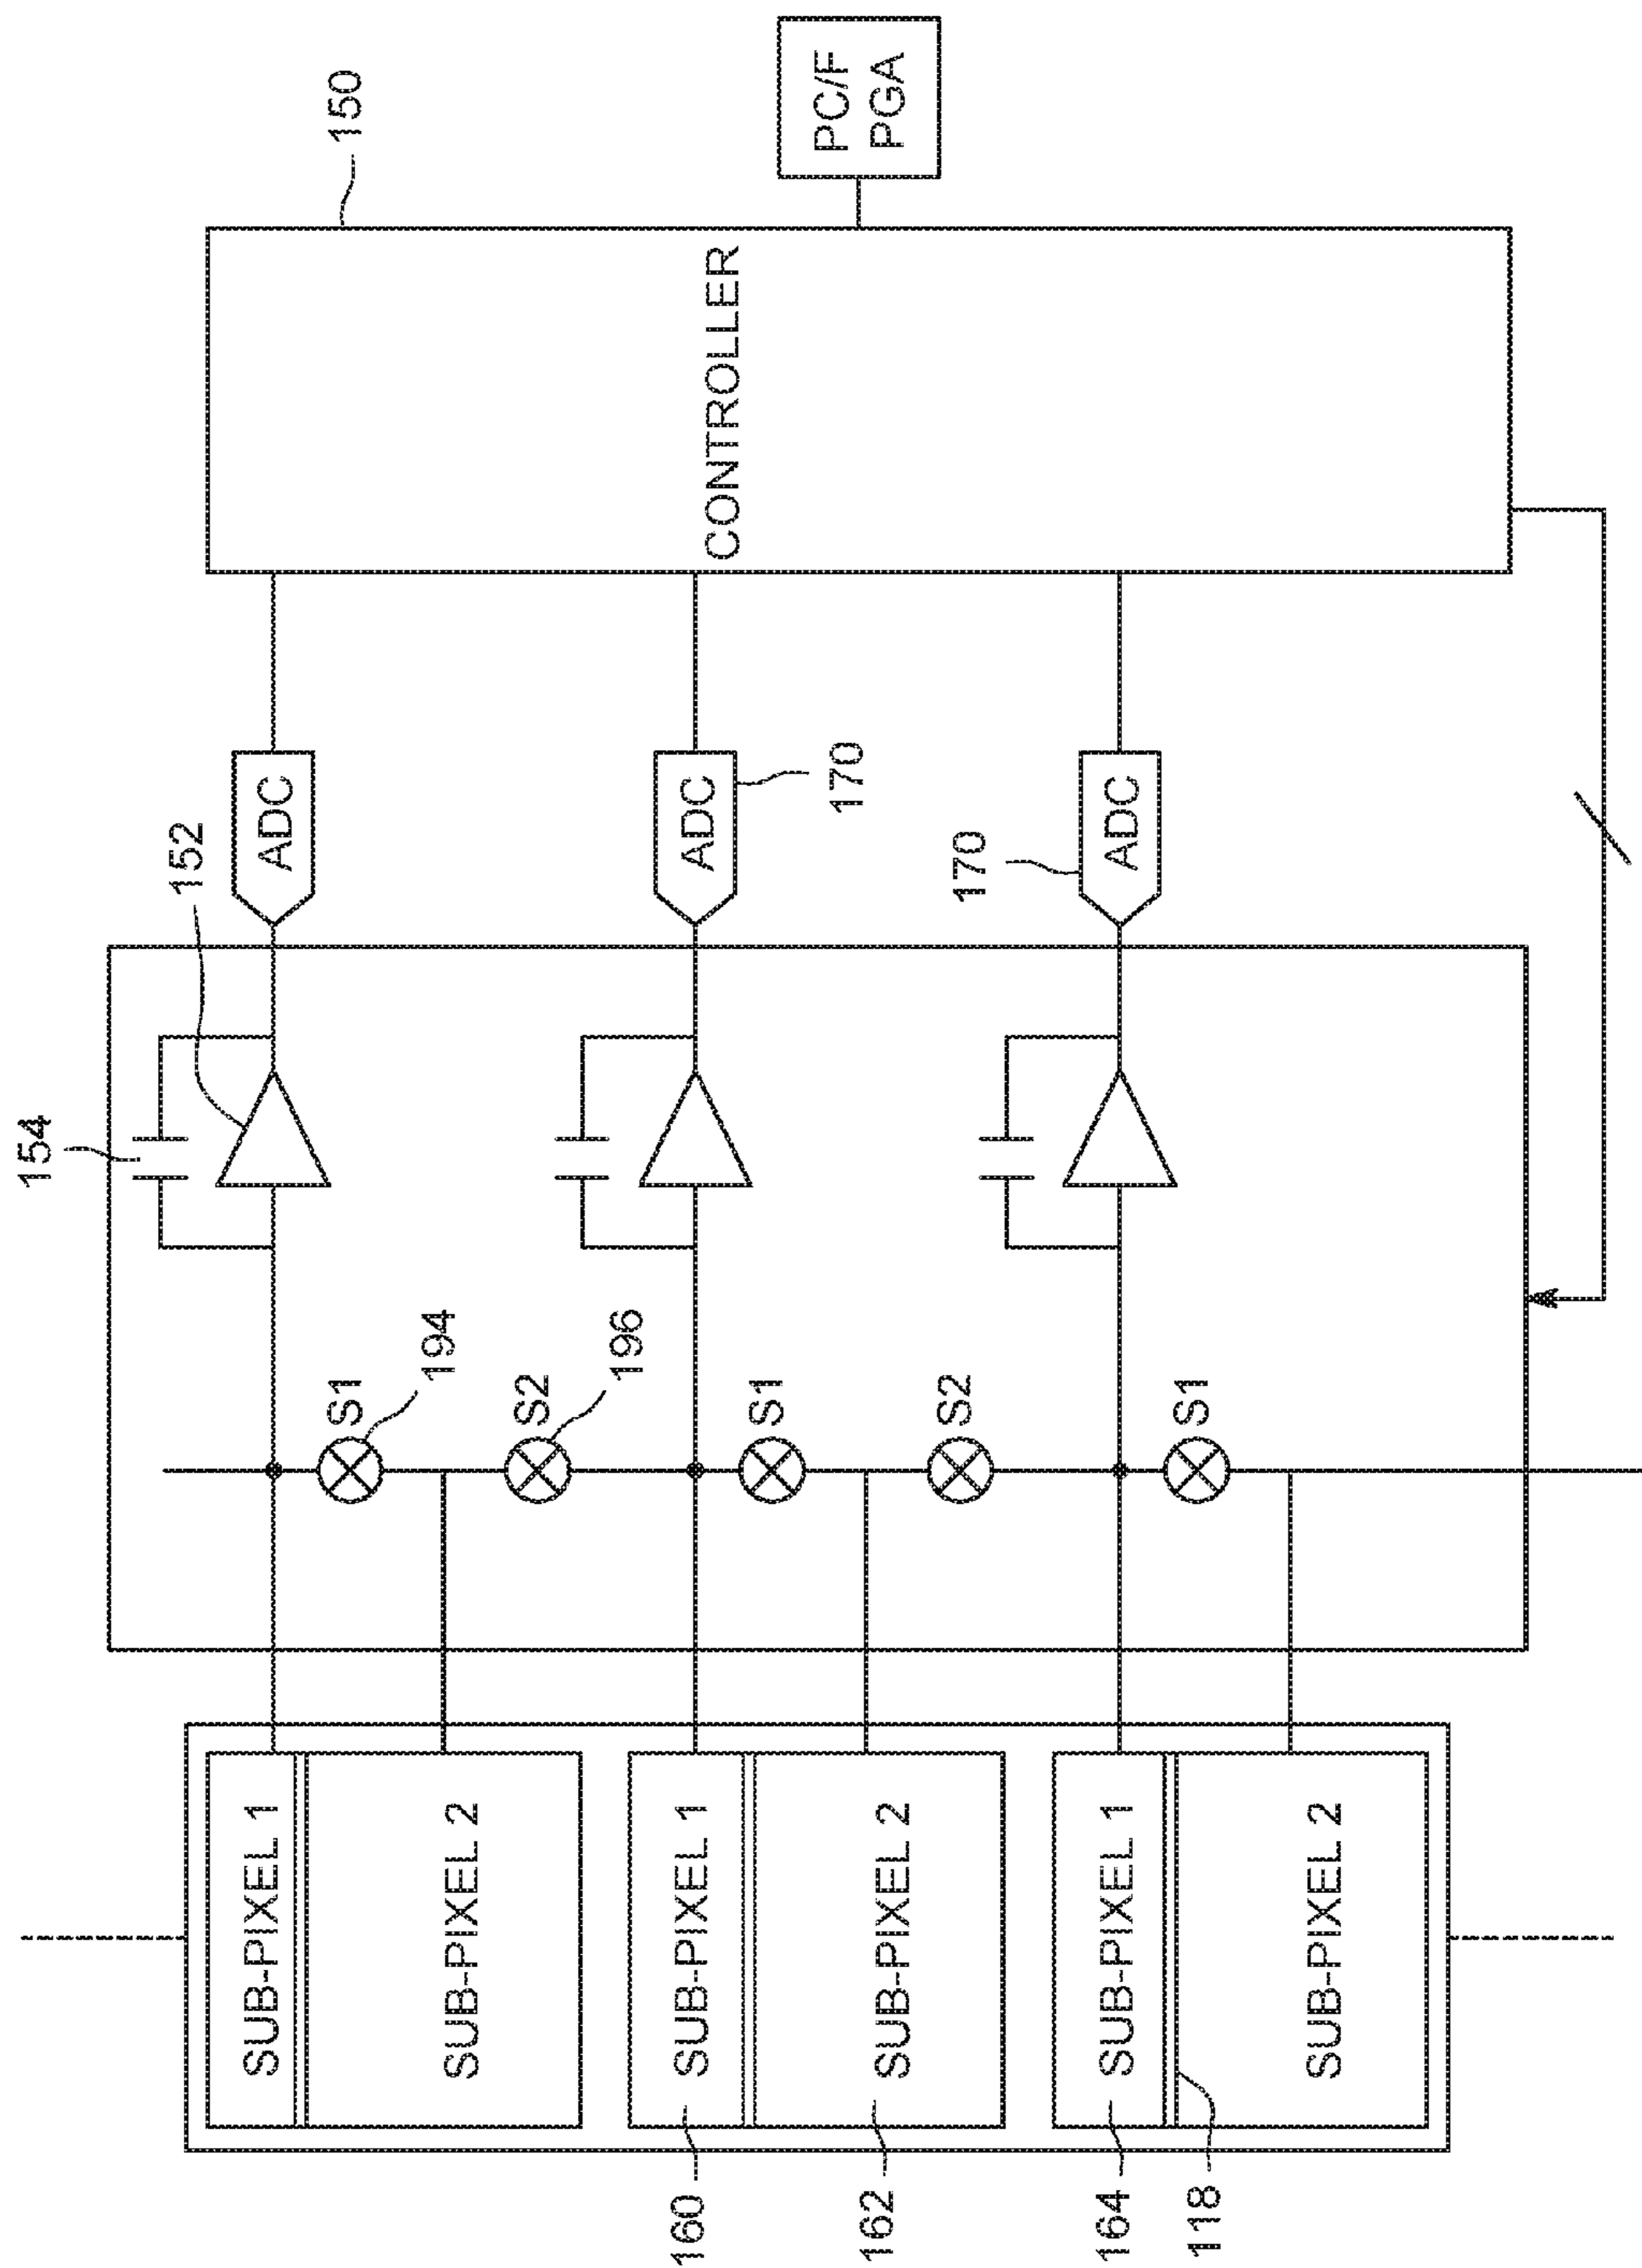 154
152
ADC
150
SUB-PIXEL 1
S1
194
SUB-PIXEL 2
S2
196
160
SUB-PIXEL 1
ADC
170
CONTROLLER
PC/F
PGA
S1
162
SUB-PIXEL 2
S2
170
164
SUB-PIXEL 1
ADC
118
S1
SUB-PIXEL 2